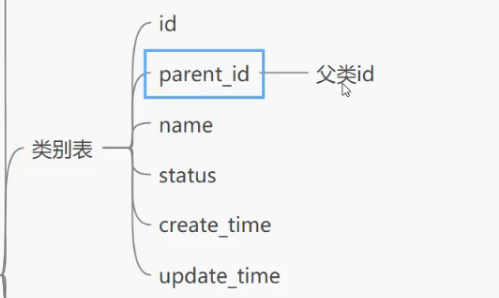 id
parent_id
父类id
name
类别表
status
create_time
update_time